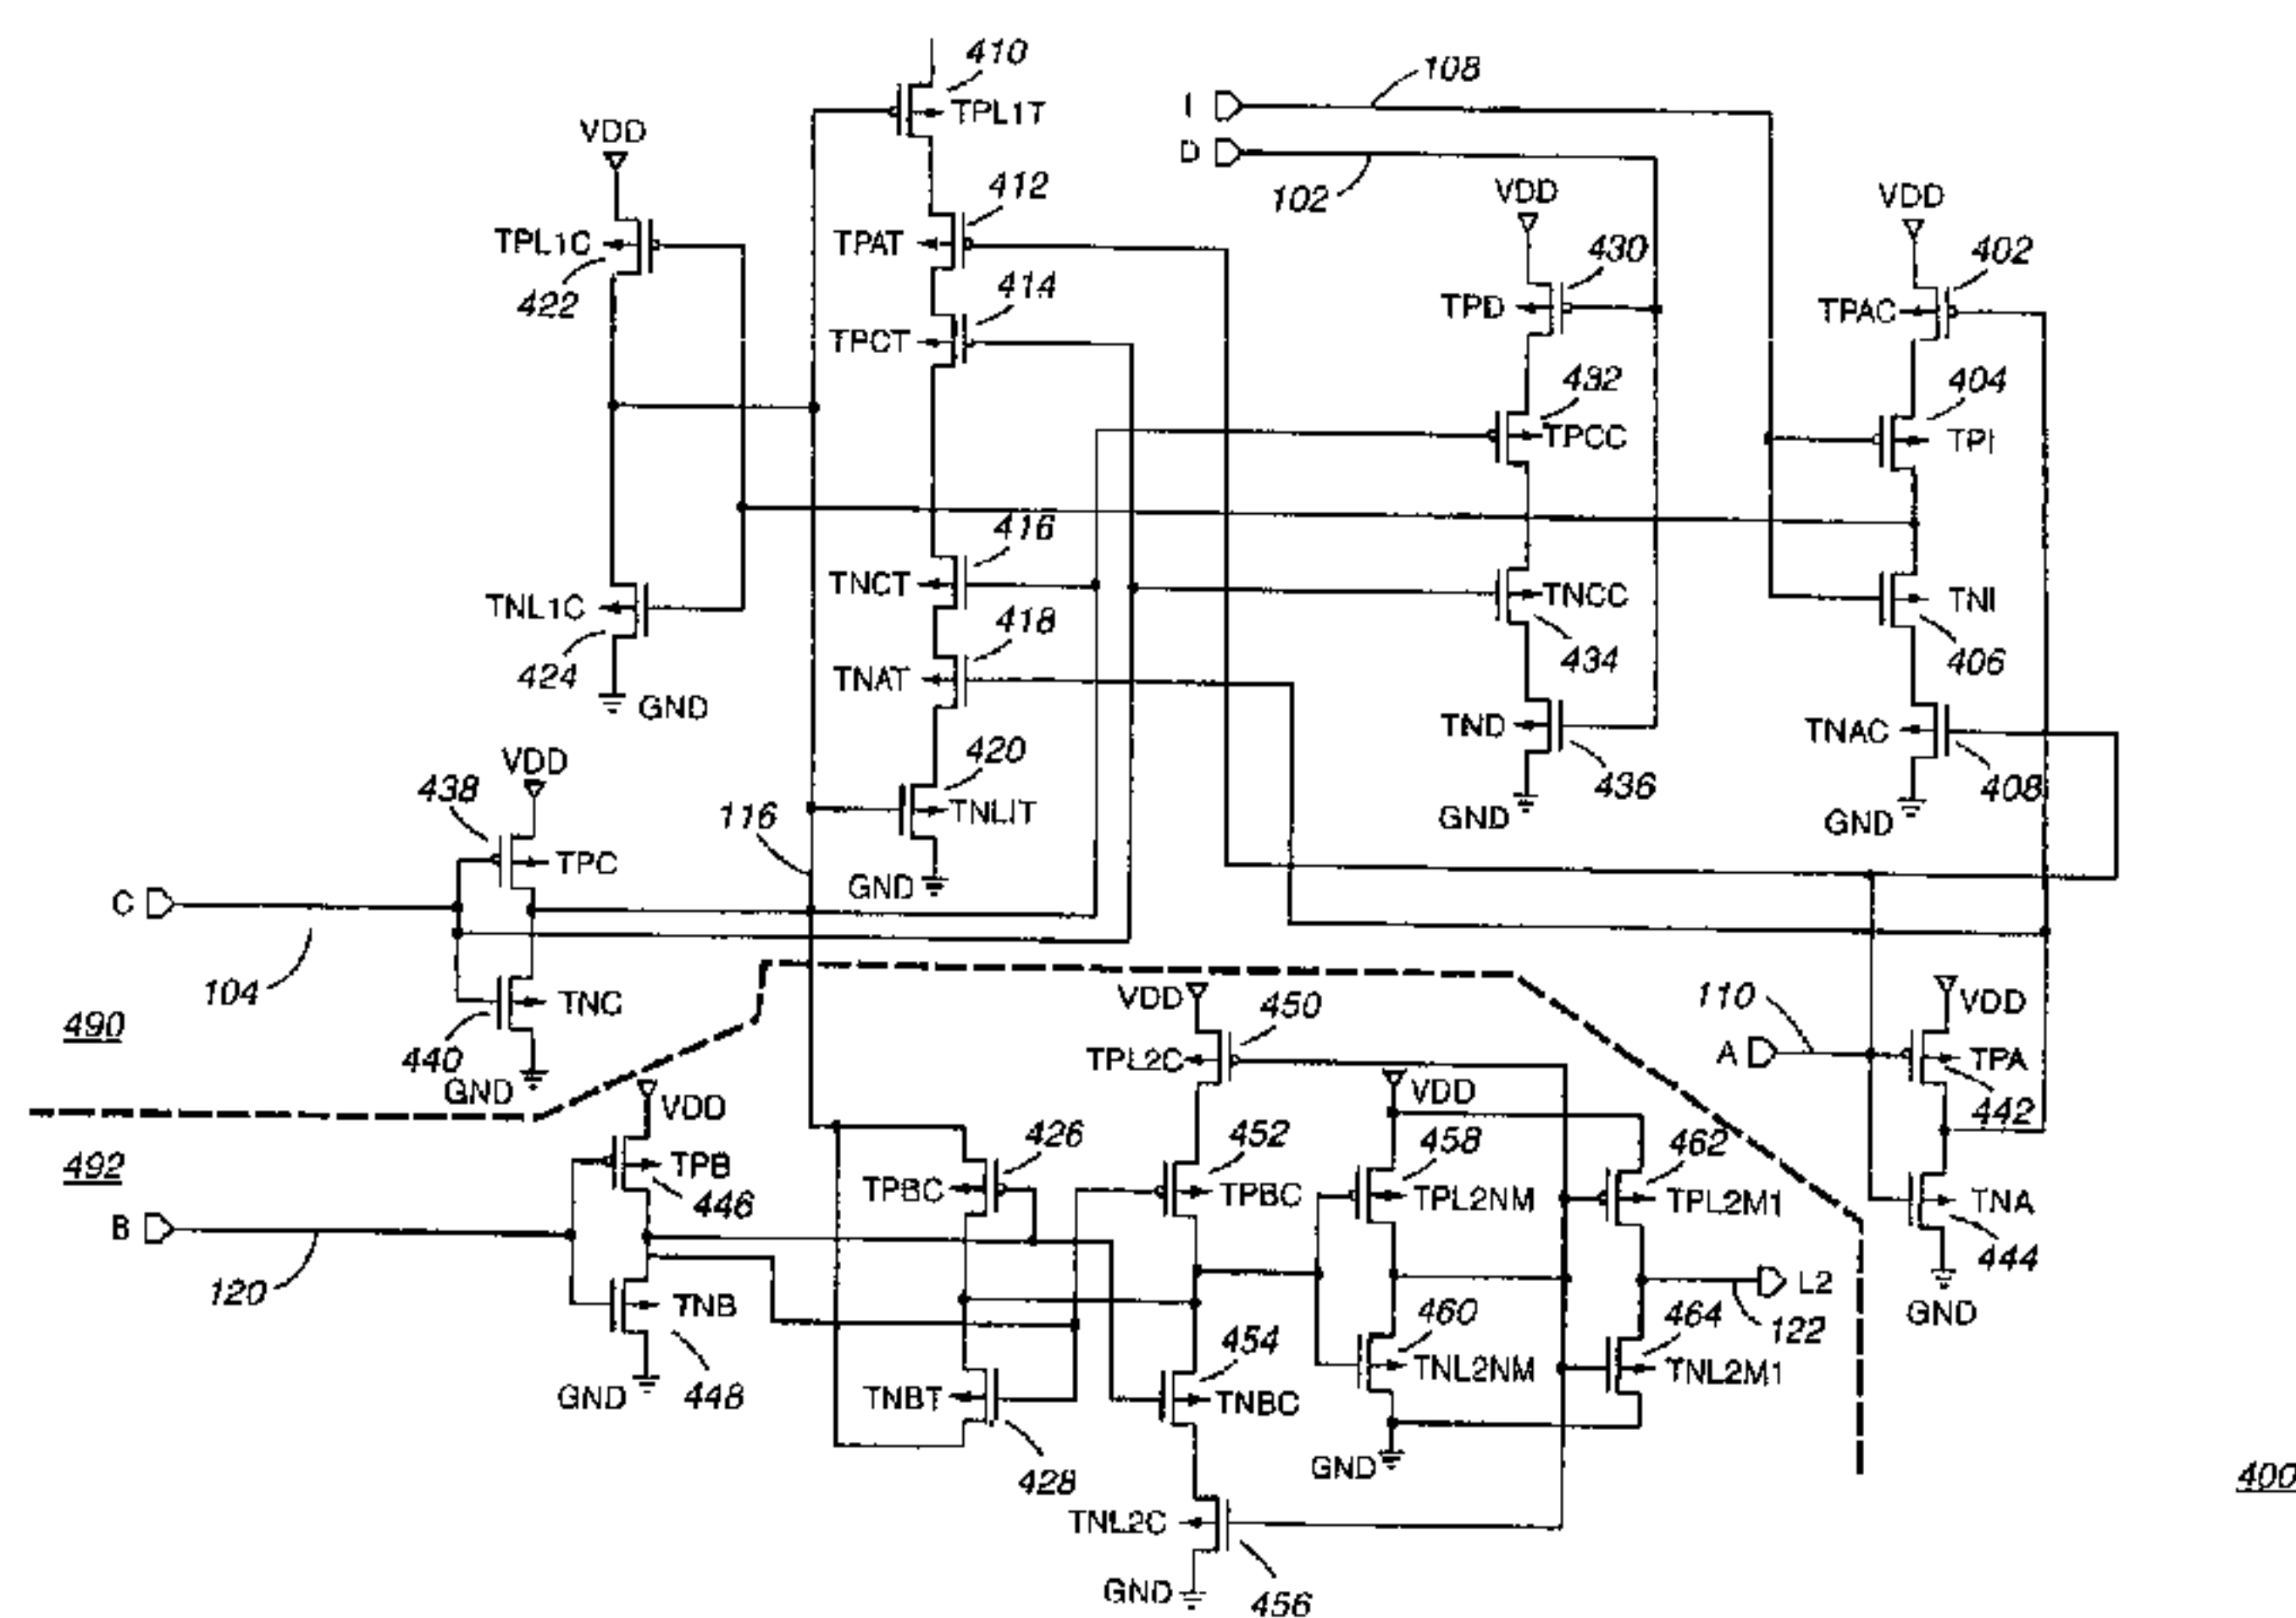 410
TPL1T
I
108
D
102
VDD
VDD
VDD
412
TPAT
TPL1C
422
430
402
TPD
TPAC
414
TPCT
432
TPCC
404
TPI
416
TNCT
TNL1C
424
GND
TNCC
434
TNI
406
418
TNAT
TND
436
GND
TNAC
408
GND
420
TNLIT
GND
VDD
438
TPC
116
C
104
490
TNC
440
GND
VDD
450
TPL2C
110
A
VDD
TPA
442
VDD
TPB
446
492
B
120
TNB
448
GND
426
TPBC
452
TPBC
VDD
458
TPL2NM
462
TPL2M1
TNA
444
GND
L2
122
460
TNL2NM
464
TNL2M1
454
TNBC
TNBT
428
GND
TNL2C
456
GND
400